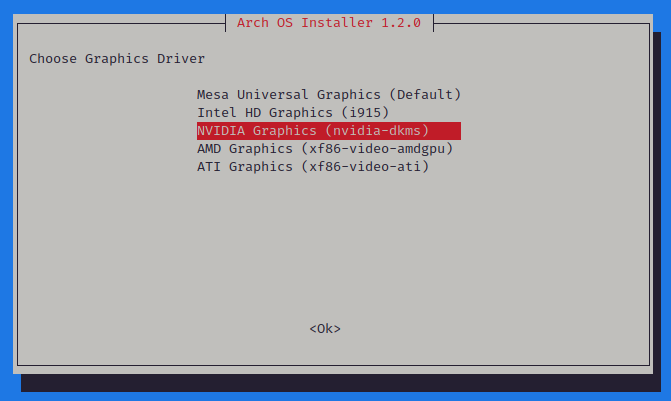 Arch OS Installer 1.2.0
Choose Graphics Driver
Mesa Universal Graphics (Default)
Intel HD Graphics (i915)
NVIDIA Graphics (nvidia-dkms)
AMD Graphics (xf86-video-amdgpu)
ATI Graphics (xf86-video-ati)
<Ok>